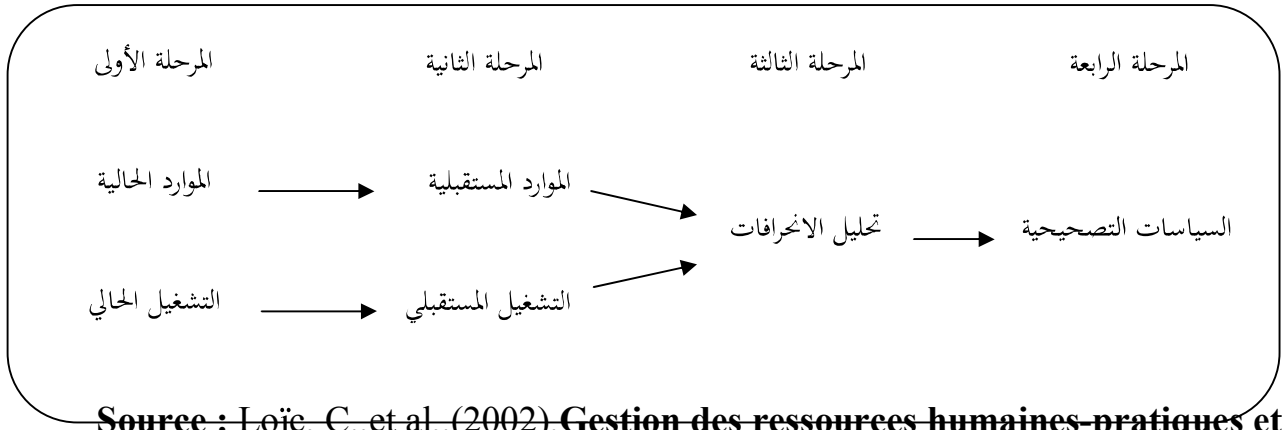 المرحلة الأولى المرحلة الثانية المرحلة الثالثة المرحلة الرابعة
الموارد الحالية الموارد المستقبلية
تحليل الانحرافات السياسات التصحيحية
التشغيل الحالي التشغيل المستقبلي
Source : Loïc, C.,et al.,(2002),Gestion des ressources humaines-pratiques et